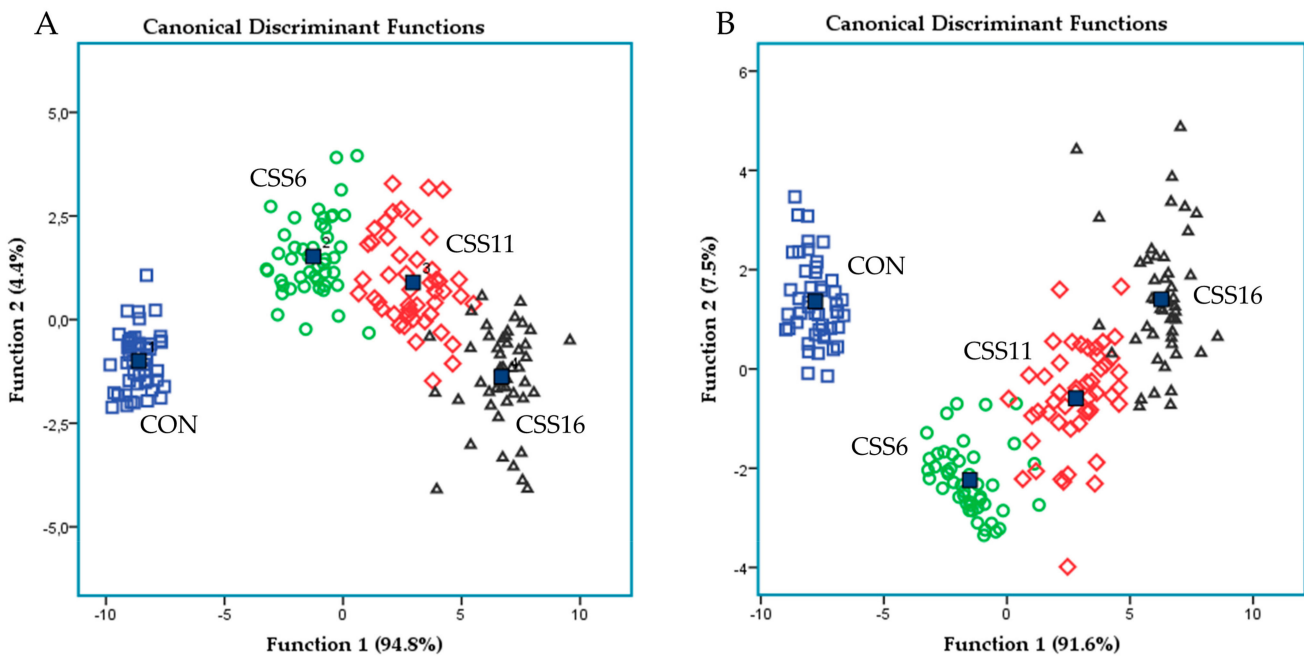 A
Canonical Discriminant Functions
5,0
2,5
0,0
-2,5
-5,0
Function 2 (4.4%)
CSS6
2
CSS11
3
1
CON
4
CSS16
-10
-5
0
5
10
Function 1 (94.8%)
B
Canonical Discriminant Functions
6
4
2
0
-2
-4
Function 2 (7.5%)
CON
CSS16
CSS11
CSS6
-10
-5
0
5
10
Function 1 (91.6%)